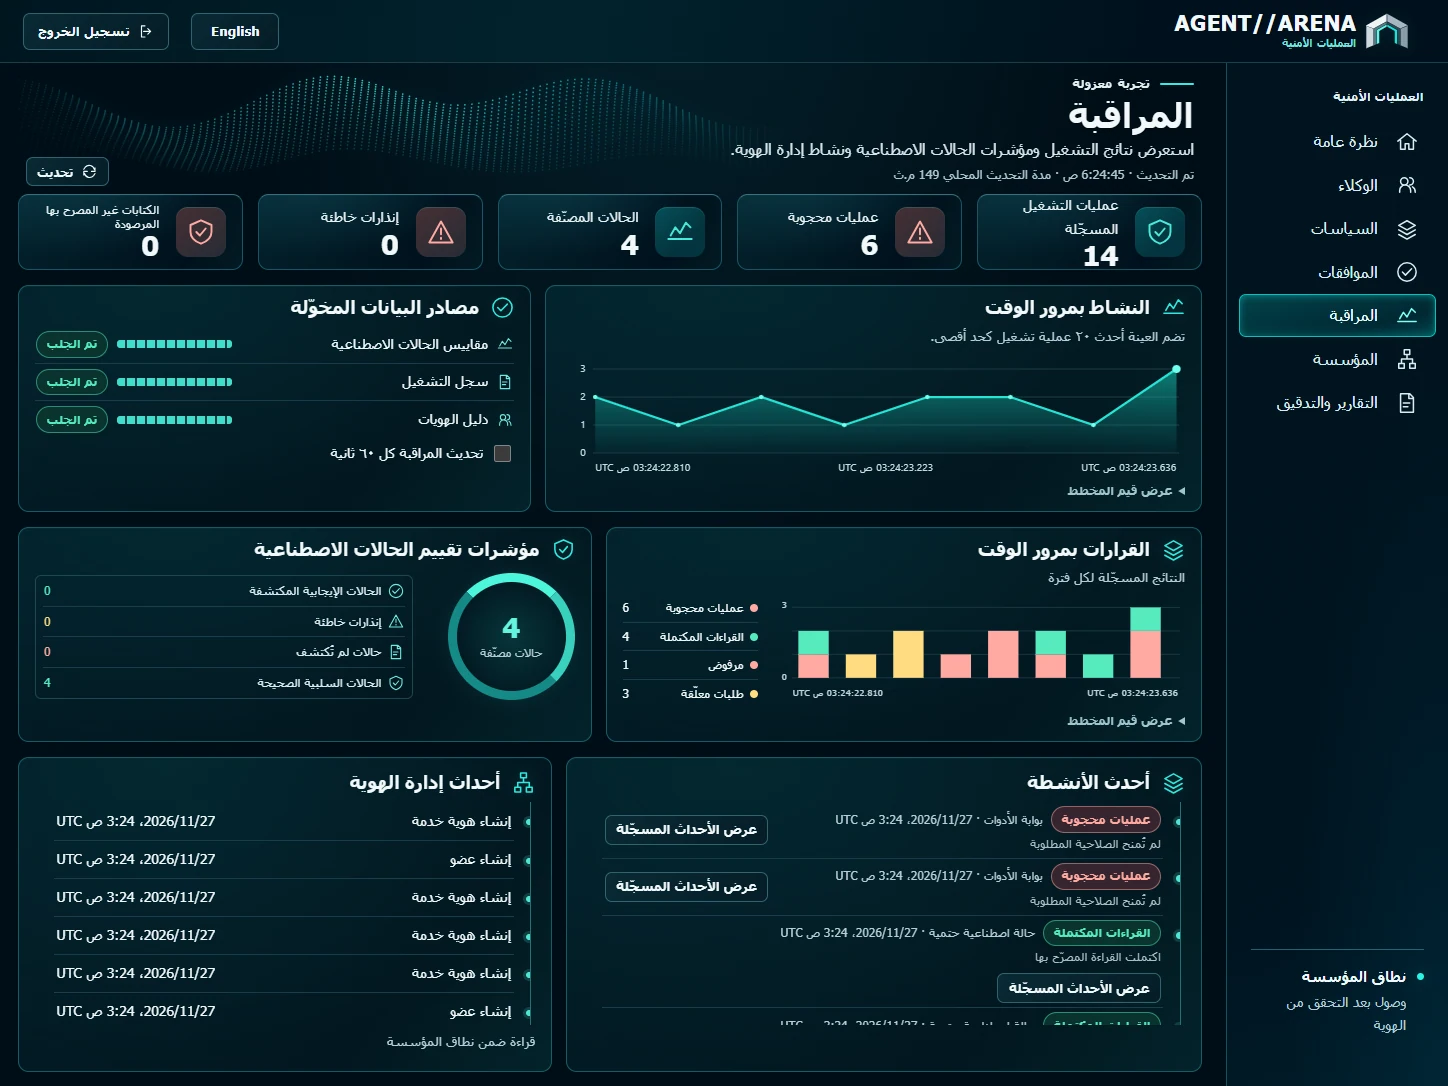 AGENT//ARENA
العمليات الأمنية
English
تسجيل الخروج
العمليات الأمنية
نظرة عامة
الوكلاء
السياسات
الموافقات
المراقبة
المؤسسة
التقارير والتدقيق
نطاق المؤسسة
وصول بعد التحقق من
الهوية
تجربة معزولة
المراقبة
استعرض نتائج التشغيل ومؤشرات الحالات الاصطناعية ونشاط إدارة الهوية.
تم التحديث · 6:24:45 ص · مدة التحديث المحلي 149 م.ث
تحديث
عمليات التشغيل
المسجّلة
14
عمليات محجوبة
6
الحالات المصنّفة
4
إنذارات خاطئة
0
الكتابات غير المصرح بها
المرصودة
0
النشاط بمرور الوقت
تضم العينة أحدث ٢٠ عملية تشغيل كحد أقصى.
3
2
1
0
03:24:22.810 ص UTC
03:24:23.223 ص UTC
03:24:23.636 ص UTC
عرض قيم المخطط
مصادر البيانات المخوّلة
مقاييس الحالات الاصطناعية
تم الجلب
سجل التشغيل
تم الجلب
دليل الهويات
تم الجلب
تحديث المراقبة كل ٦٠ ثانية
القرارات بمرور الوقت
النتائج المسجّلة لكل فترة
3
0
03:24:22.810 ص UTC
03:24:23.636 ص UTC
عمليات محجوبة 6
القراءات المكتملة 4
مرفوض 1
طلبات معلّقة 3
عرض قيم المخطط
مؤشرات تقييم الحالات الاصطناعية
4
حالات مصنّفة
الحالات الإيجابية المكتشفة 0
إنذارات خاطئة 0
حالات لم تُكتشف 0
الحالات السلبية الصحيحة 4
أحدث الأنشطة
عمليات محجوبة بوابة الأدوات · 2026/11/27، 3:24 ص UTC
لم تُمنح الصلاحية المطلوبة
عرض الأحداث المسجّلة
عمليات محجوبة بوابة الأدوات · 2026/11/27، 3:24 ص UTC
لم تُمنح الصلاحية المطلوبة
عرض الأحداث المسجّلة
القراءات المكتملة حالة اصطناعية حتمية · 2026/11/27، 3:24 ص UTC
اكتملت القراءة المصرّح بها
عرض الأحداث المسجّلة
أحداث إدارة الهوية
إنشاء هوية خدمة 2026/11/27، 3:24 ص UTC
إنشاء عضو 2026/11/27، 3:24 ص UTC
إنشاء هوية خدمة 2026/11/27، 3:24 ص UTC
إنشاء هوية خدمة 2026/11/27، 3:24 ص UTC
إنشاء هوية خدمة 2026/11/27، 3:24 ص UTC
إنشاء عضو 2026/11/27، 3:24 ص UTC
قراءة ضمن نطاق المؤسسة